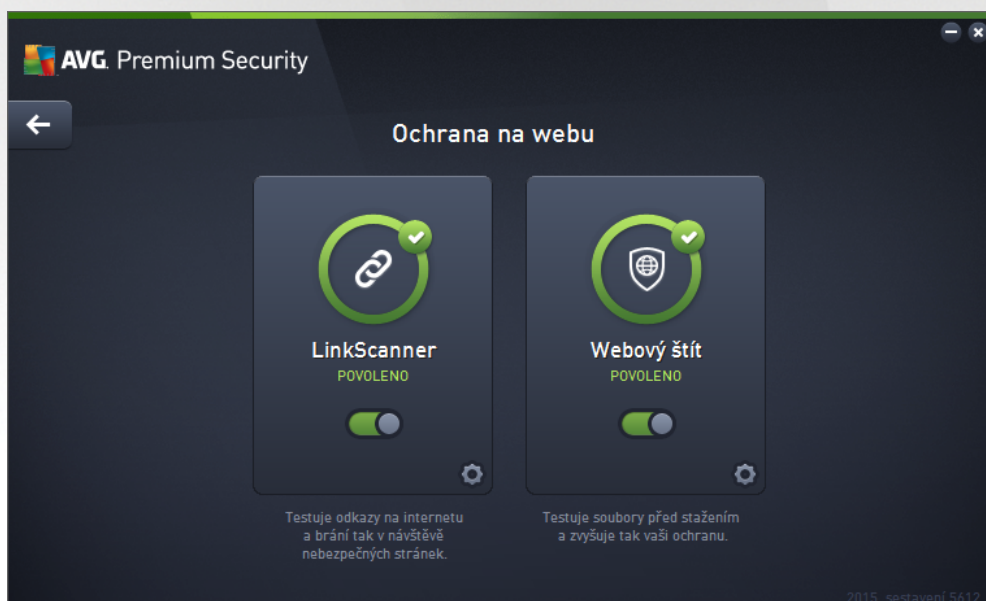 AVG. Premium Security
Ochrana na webu
LinkScanner
POVOLENO
Testuje odkazy na internetu
a brání tak v návštěvě
nebezpečných stránek.
Webový štít
POVOLENO
Testuje soubory před stažením
a zvyšuje tak vaši ochranu.
2015, sestavení 5612